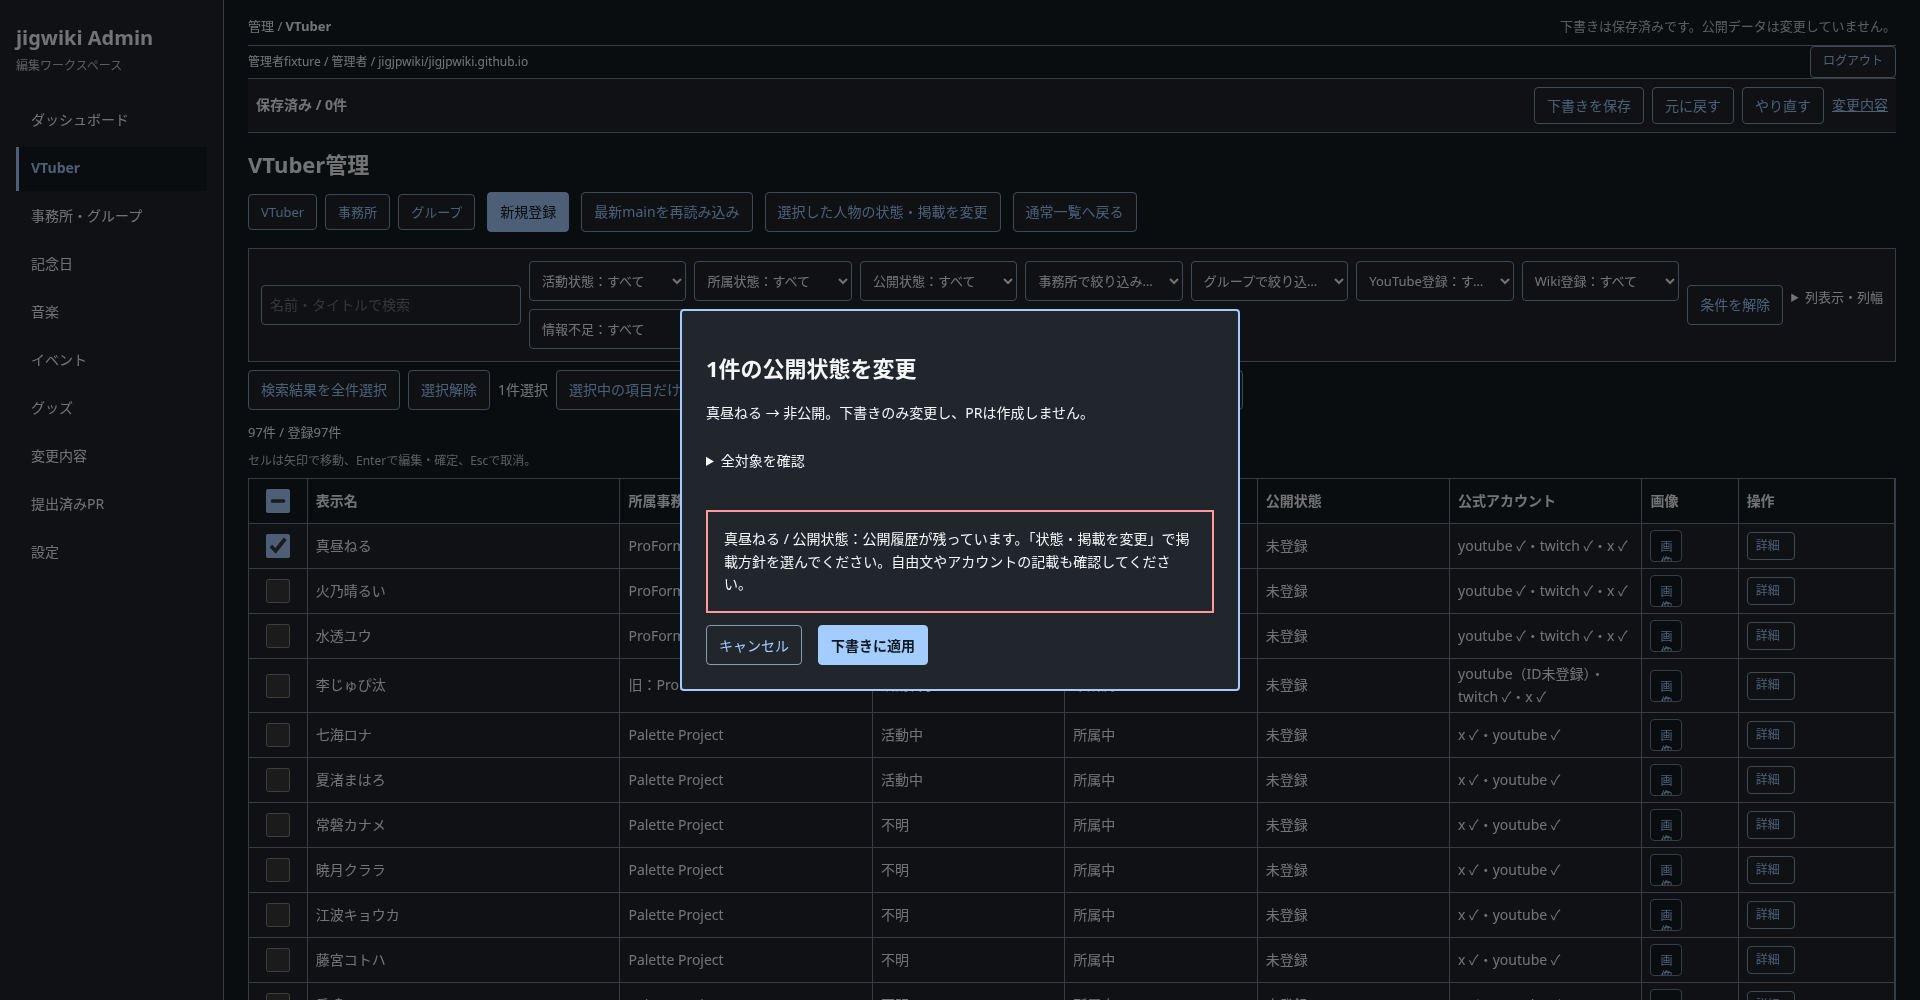 jigwiki Admin
編集ワークスペース
ダッシュボード
VTuber
事務所・グループ
記念日
音楽
イベント
グッズ
変更内容
提出済みPR
設定
管理 / VTuber
下書きは保存済みです。公開データは変更していません。
管理者fixture / 管理者 / jigjpwiki/jigjpwiki.github.io
ログアウト
保存済み / 0件
下書きを保存 元に戻す やり直す 変更内容
VTuber管理
VTuber 事務所 グループ 新規登録 最新mainを再読み込み 選択した人物の状態・掲載を変更 通常一覧へ戻る
名前・タイトルで検索
活動状態：すべて 所属状態：すべて 公開状態：すべて 事務所で絞り込み... グループで絞り込... YouTube登録：す... Wiki登録：すべて
情報不足：すべて
条件を解除
列表示・列幅
検索結果を全件選択 選択解除 1件選択 選択中の項目だけ
97件 / 登録97件
セルは矢印で移動、Enterで編集・確定、Escで取消。
表示名 所属事務 公開状態 公式アカウント 画像 操作
真昼ねる ProForm 未登録 youtube ✓・twitch ✓・x ✓ 画像 詳細
火乃晴るい ProForm 未登録 youtube ✓・twitch ✓・x ✓ 画像 詳細
水透ユウ ProForm 未登録 youtube ✓・twitch ✓・x ✓ 画像 詳細
李じゅぴ汰 旧：Pro 未登録 youtube（ID未登録）・
twitch ✓・x ✓ 画像 詳細
七海ロナ Palette Project 活動中 所属中 未登録 x ✓・youtube ✓ 画像 詳細
夏渚まはろ Palette Project 活動中 所属中 未登録 x ✓・youtube ✓ 画像 詳細
常磐カナメ Palette Project 不明 所属中 未登録 x ✓・youtube ✓ 画像 詳細
暁月クララ Palette Project 不明 所属中 未登録 x ✓・youtube ✓ 画像 詳細
江波キョウカ Palette Project 不明 所属中 未登録 x ✓・youtube ✓ 画像 詳細
藤宮コトハ Palette Project 不明 所属中 未登録 x ✓・youtube ✓ 画像 詳細
1件の公開状態を変更
真昼ねる → 非公開。下書きのみ変更し、PRは作成しません。
全対象を確認
真昼ねる / 公開状態：公開履歴が残っています。「状態・掲載を変更」で掲
載方針を選んでください。自由文やアカウントの記載も確認してくださ
い。
キャンセル 下書きに適用